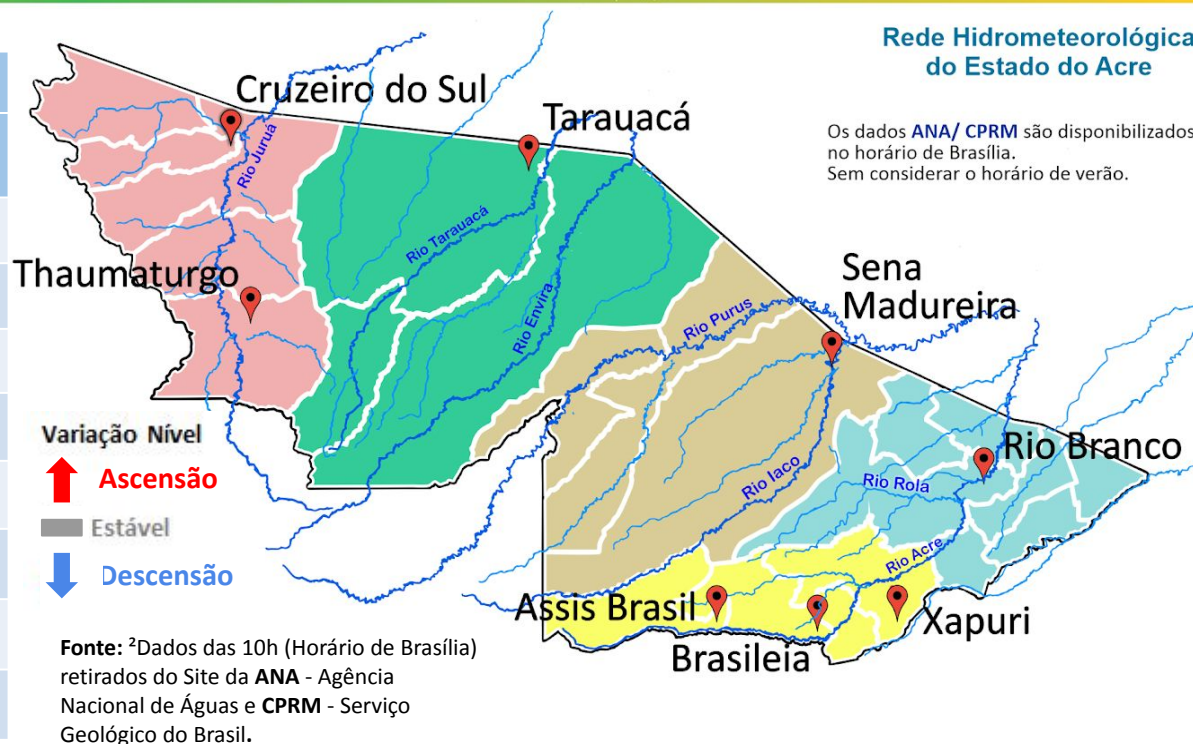 Rede Hidrometeorológica
do Estado do Acre
Os dados ANA/ CPRM são disponibilizados
no horário de Brasília.
Sem considerar o horário de verão.
Cruzeiro do Sul
Tarauacá
Rio Juruá
Rio Tarauacá
Thaumaturgo
Rio Envira
Sena
Madureira
Rio Purus
Rio Iaco
Rio Branco
Rio Rola
Rio Acre
Assis Brasil
Brasileia
Xapuri
Variação Nível
Ascensão
Estável
Descensão
Fonte: ²Dados das 10h (Horário de Brasília)
retirados do Site da ANA - Agência
Nacional de Águas e CPRM - Serviço
Geológico do Brasil.